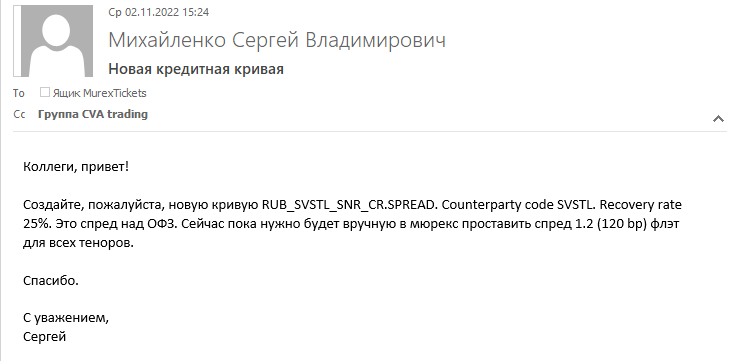 Ср 02.11.2022 15:24
Михайленко Сергей Владимирович
Новая кредитная кривая
To Ящик MurexTickets
Cc Группа CVA trading
Коллеги, привет!
Создайте, пожалуйста, новую кривую RUB_SVSTL_SNR_CR.SPREAD. Counterparty code SVSTL. Recovery rate
25%. Это спред над ОФЗ. Сейчас пока нужно будет вручную в мюрекс проставить спред 1.2 (120 bp) флэт
для всех теноров.
Спасибо.
С уважением,
Сергей